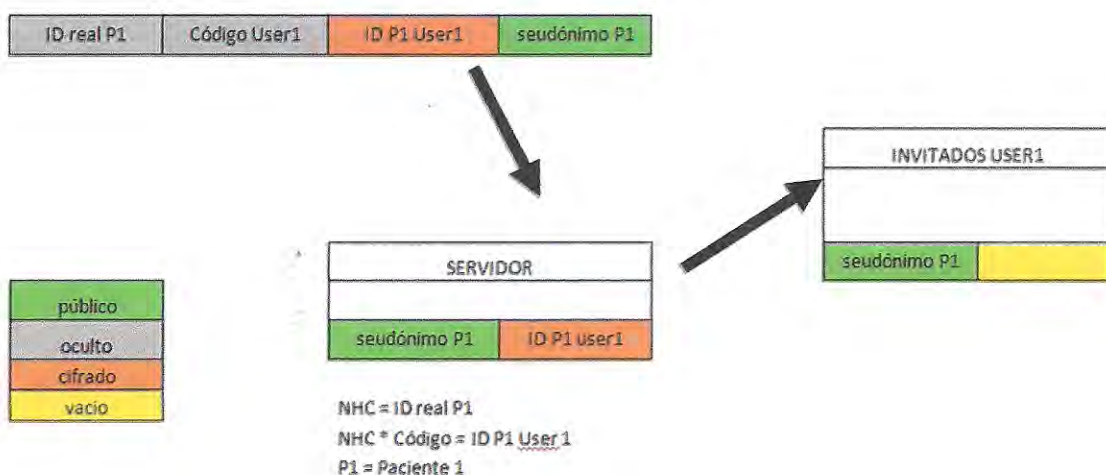 ID real P1 Código User1 ID P1 User1 seudónimo P1
INVITADOS USER1
seudónimo P1
SERVIDOR
seudónimo P1 ID P1 user1
público
oculto
cifrado
vacio
NHC = ID real P1
NHC * Código = ID P1 User 1
P1 = Paciente 1